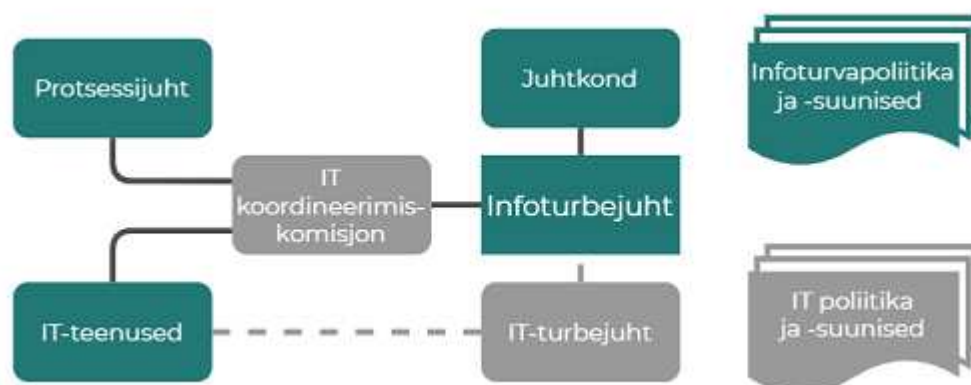 Protsessijuht
Juhtkond
Infoturvapoliitika
ja -suunised
IT
koordineerimis-
komisjon
Infoturbejuht
IT-teenused
IT-turbejuht
IT poliitika
ja -suunised